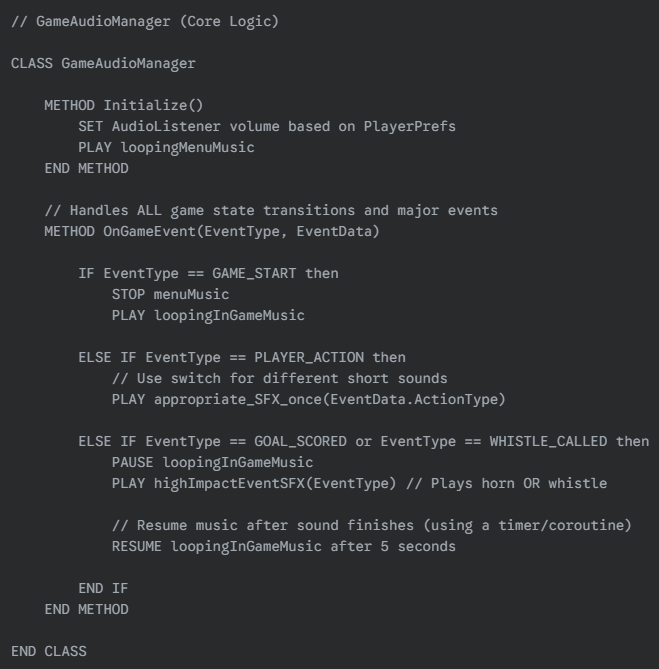 // GameAudioManager (Core Logic)
CLASS GameAudioManager
METHOD Initialize()
SET AudioListener volume based on PlayerPrefs
PLAY loopingMenuMusic
END METHOD
// Handles ALL game state transitions and major events
METHOD OnGameEvent(EventType, EventData)
IF EventType == GAME_START then
STOP menuMusic
PLAY loopingInGameMusic
ELSE IF EventType == PLAYER_ACTION then
// Use switch for different short sounds
PLAY appropriate_SFX_once(EventData.ActionType)
ELSE IF EventType == GOAL_SCORED or EventType == WHISTLE_CALLED then
PAUSE loopingInGameMusic
PLAY highImpactEventSFX(EventType) // Plays horn OR whistle
// Resume music after sound finishes (using a timer/coroutine)
RESUME loopingInGameMusic after 5 seconds
END IF
END METHOD
END CLASS